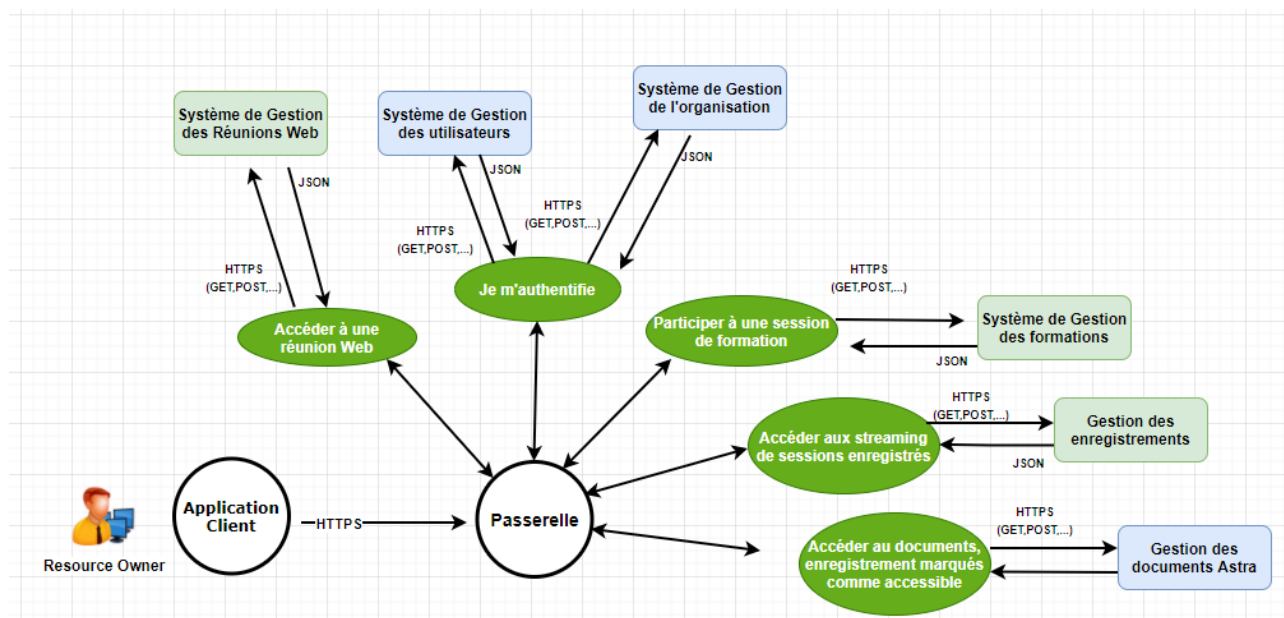 Système de Gestion
de l'organisation
Système de Gestion
des Réunions Web
Système de Gestion
des utilisateurs
JSON
JSON
JSON
HTTPS
(GET,POST,...)
HTTPS
(GET,POST,...)
HTTPS
(GET,POST,...)
HTTPS
(GET,POST,...)
Je m'authentifie
Accéder à une
réunion Web
Participer à une session
de formation
Système de Gestion
des formations
JSON
HTTPS
(GET,POST,...)
Accéder aux streaming
de sessions enregistrés
Gestion des
enregistrements
JSON
Application
Client
HTTPS
Passerelle
Resource Owner
HTTPS
(GET,POST,...)
Accéder au documents,
enregistrement marqués
comme accessible
Gestion des
documents Astra